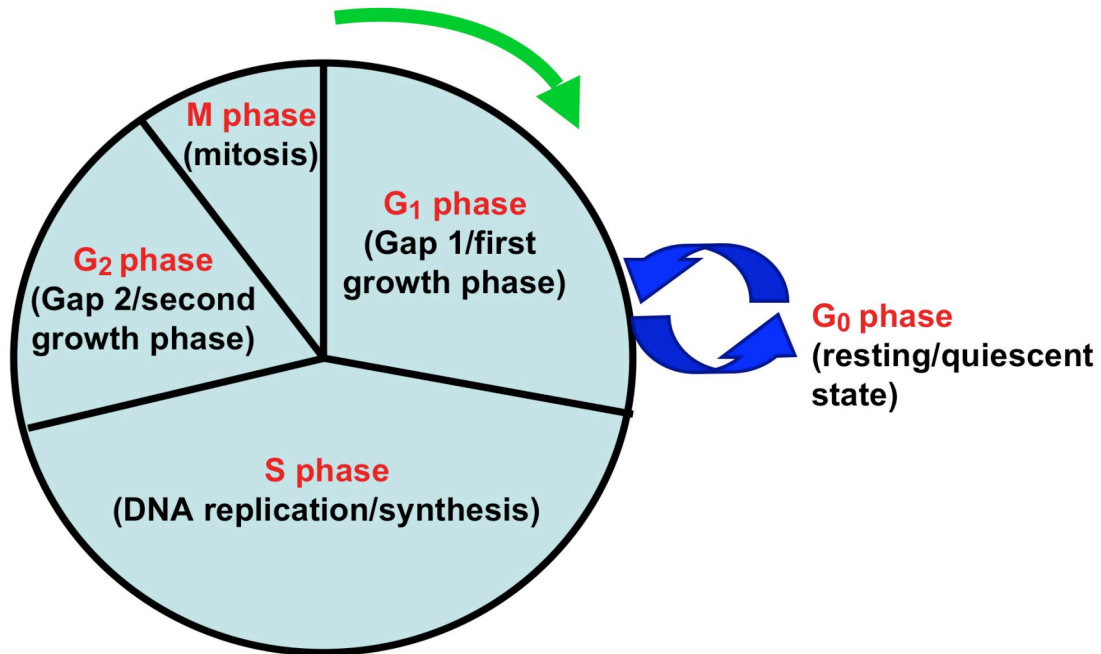 M phase
(mitosis)
G₁ phase
(Gap 1/first
growth phase)
G₂ phase
(Gap 2/second
growth phase)
G₀ phase
(resting/quiescent
state)
S phase
(DNA replication/synthesis)